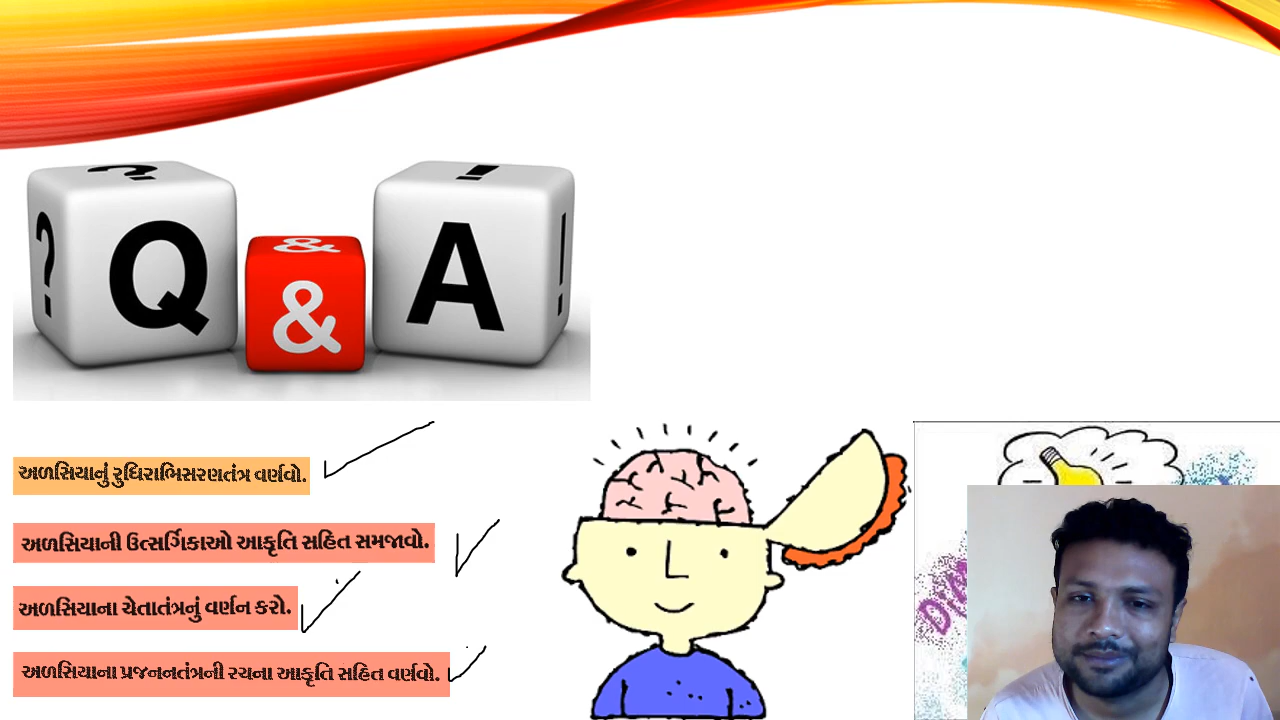 ? Q ? & & ! A !
અળસિયાનું રુધિરાભિસરણતંત્ર વર્ણવો.
અળસિયાની ઉત્સર્ગિકાઓ આકૃતિ સહિત સમજાવો.
અળસિયાના ચેતાતંત્રનું વર્ણન કરો.
અળસિયાના પ્રજનનતંત્રની રચના આકૃતિ સહિત વર્ણવો.